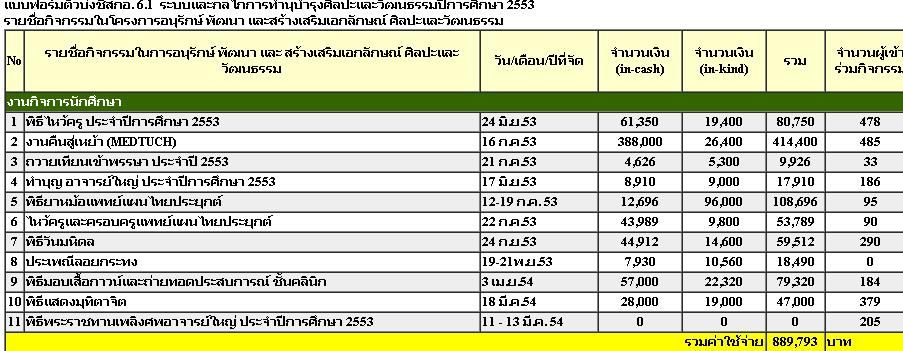 แบบฟอร์มตัวบ่งชี้สกอ. 6.1 ระบบและกลไกการทำนุบำรุงศิลปะและวัฒนธรรมปีการศึกษา 2553
รายชื่อกิจกรรมในโครงการอนุรักษ์ พัฒนา และสร้างเสริมเอกลักษณ์ ศิลปะและวัฒนธรรม
No รายชื่อกิจกรรมในการอนุรักษ์ พัฒนา และ สร้างเสริมเอกลักษณ์ ศิลปะและวัฒนธรรม วัน/เดือน/ปีที่จัด จำนวนเงิน (in-cash) จำนวนเงิน (in-kind) รวม จำนวนผู้เข้าร่วมกิจกรรม
งานกิจการนักศึกษา
1 พิธีไหว้ครู ประจำปีการศึกษา 2553 24 มิ.ย.53 61,350 19,400 80,750 478
2 งานคืนสู่เหย้า (MEDTUCH) 16 ก.ค.53 388,000 26,400 414,400 485
3 ถวายเทียนเข้าพรรษา ประจำปี 2553 21 ก.ค.53 4,626 5,300 9,926 33
4 ทำบุญ อาจารย์ใหญ่ ประจำปีการศึกษา 2553 17 มิ.ย.53 8,910 9,000 17,910 186
5 พิธียาหม้อแพทย์แผนไทยประยุกต์ 12-19 ก.ค. 53 12,696 96,000 108,696 95
6 ไหว้ครูและครอบครูแพทย์แผนไทยประยุกต์ 22 ก.ค.53 43,989 9,800 53,789 90
7 พิธีวันมหิดล 24 ก.ย.53 44,912 14,600 59,512 290
8 ประเพณีลอยกระทง 19-21พ.ย.53 7,930 10,560 18,490 0
9 พิธีมอบเสื้อกาวน์และถ่ายทอดประสบการณ์ ชั้นคลินิก 3 เม.ย.54 57,000 22,320 79,320 184
10 พิธีแสดงมุทิตาจิต 18 มี.ค.54 28,000 19,000 47,000 379
11 พิธีพระราชทานเพลิงศพอาจารย์ใหญ่ ประจำปีการศึกษา 2553 11 - 13 มี.ค. 54 0 0 0 205
รวมค่าใช้จ่าย 889,793 บาท